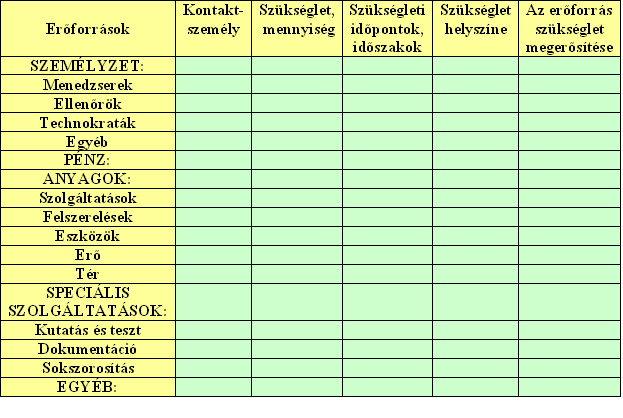 Erőforrások
Kontakt-
személy
Szükséglet,
mennyiség
Szükségleti
időpontok,
időszakok
Szükséglet
helyszíne
Az erőforrás
szükséglet
megerősítése
SZEMÉLYZET:
Menedzserek
Ellenőrök
Technokraták
Egyéb
PÉNZ:
ANYAGOK:
Szolgáltatások
Felszerelések
Eszközök
Erő
Tér
SPECIÁLIS
SZOLGÁLTATÁSOK:
Kutatás és teszt
Dokumentáció
Sokszorosítás
EGYÉB: